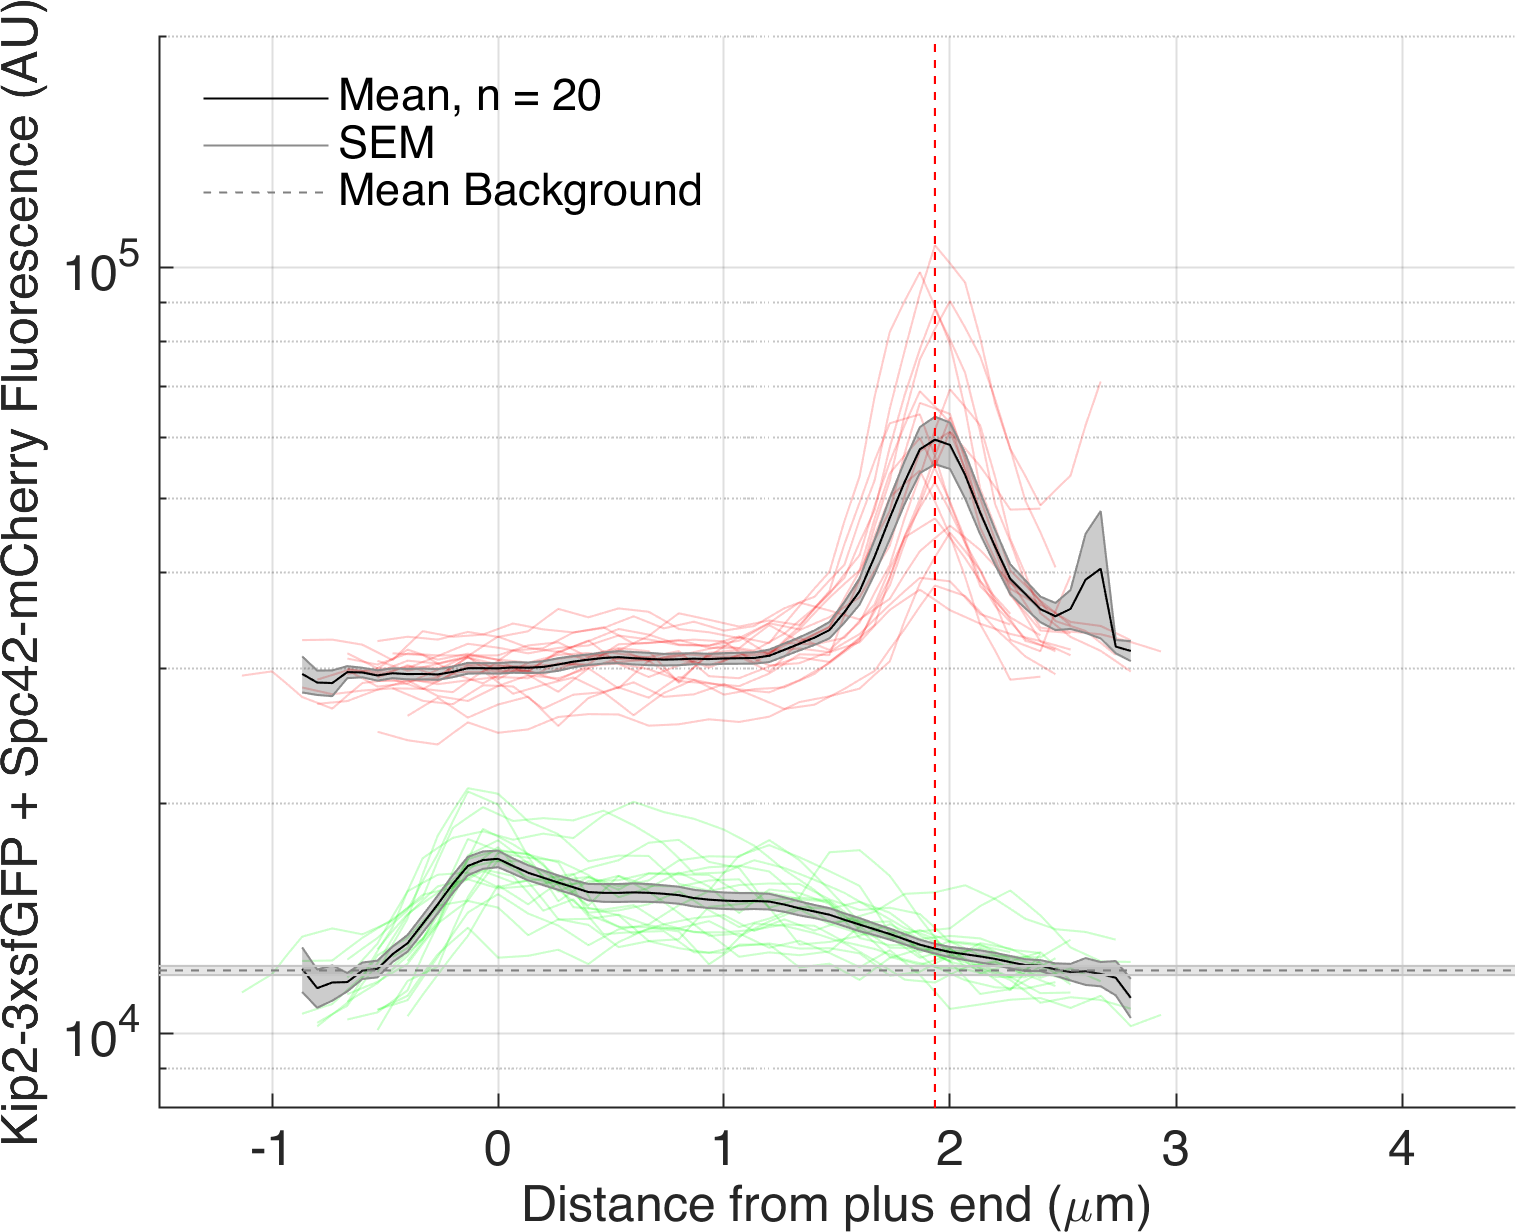 Kip2-3xsfGFP + Spc42-mCherry Fluorescence (AU)
Mean, n = 20
SEM
Mean Background
10^5
10^4
-1 0 1 2 3 4
Distance from plus end (μm)